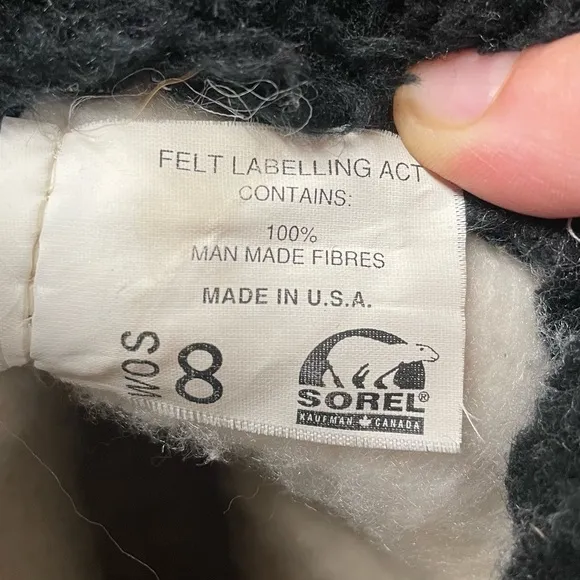 FELT LABELLING ACT
CONTAINS:
100%
MAN MADE FIBRES
MADE IN U.S.A.
WOS
8
SOREL®
KAUFMAN CANADA